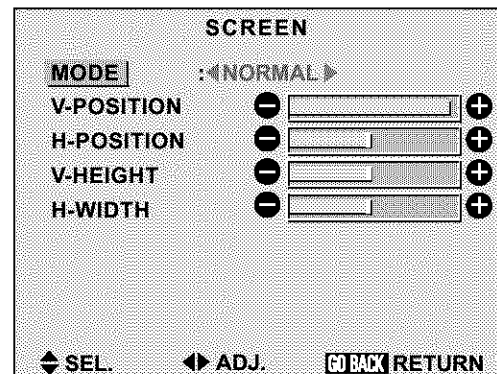 SCREEN
MODE :◀NORMAL▶
V-POSITION
H-POSITION
V-HEIGHT
H-WIDTH
SEL. ADJ. GO BACK RETURN